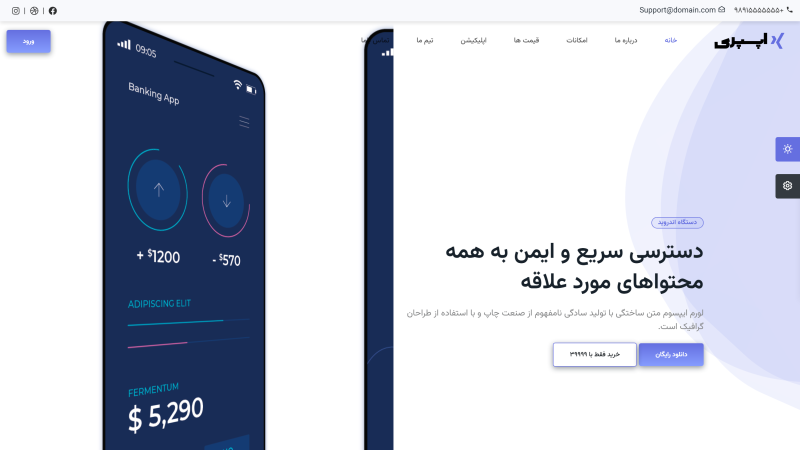 +۹۸۹۱۵۵۵۵۵۵۵ Support@domain.com
اپــری
خانه درباره ما امکانات قیمت ها اپلیکیشن تیم ما
ورود
دستگاه اندروید
دسترسی سریع و ایمن به همه
محتواهای مورد علاقه
لورم ایپسوم متن ساختگی با تولید سادگی نامفهوم از صنعت چاپ و با استفاده از طراحان
گرافیک است.
دانلود رایگان خرید فقط با ۳۹۹۹۹
09:05
Banking App
+ $1200 - $570
ADIPISCING ELIT
FERMENTUM
$ 5,290